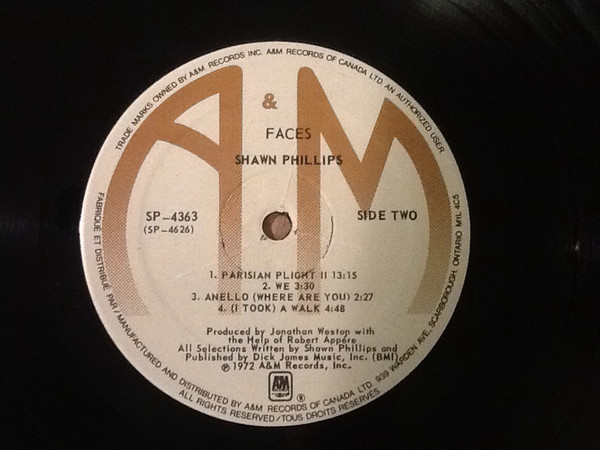 TRADE MARKS OWNED BY A&M RECORDS INC. A&M RECORDS OF CANADA LTD. AN AUTHORIZED USER
A&M
FACES
SHAWN PHILLIPS
SP-4363
(SP-4626)
SIDE TWO
1. PARISIAN PLIGHT II 13:15
2. WE 3:30
3. ANELLO (WHERE ARE YOU) 2:27
4. (I TOOK) A WALK 4:48
Produced by Jonathan Weston with
the Help of Robert Appére
All Selections Written by Shawn Phillips and
Published by Dick James Music, Inc. (BMI)
℗ 1972 A&M Records, Inc.
A&M
®
FABRIQUÉ ET DISTRIBUÉ PAR/MANUFACTURED AND DISTRIBUTED BY A&M RECORDS OF CANADA LTD. 939 WARDEN AVE, SCARBOROUGH, ONTARIO M1L 4C5
ALL RIGHTS RESERVED/TOUS DROITS RÉSERVÉS